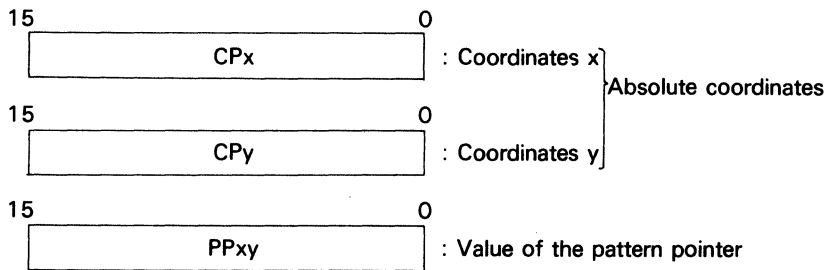 15 0
CPx : Coordinates x
Absolute coordinates
15 0
CPy : Coordinates y
15 0
PPxy : Value of the pattern pointer